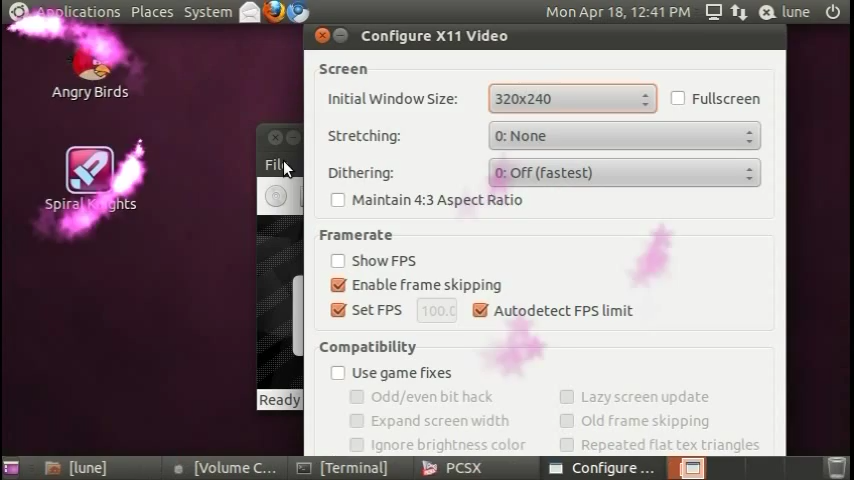 Applications Places System
Mon Apr 18, 12:41 PM
lune
Angry Birds
Spiral Knights
File
Ready
Configure X11 Video
Screen
Initial Window Size: 320x240 Fullscreen
Stretching: 0: None
Dithering: 0: Off (fastest)
Maintain 4:3 Aspect Ratio
Framerate
Show FPS
Enable frame skipping
Set FPS 100.0 Autodetect FPS limit
Compatibility
Use game fixes
Odd/even bit hack Lazy screen update
Expand screen width Old frame skipping
Ignore brightness color Repeated flat tex triangles
[lune] [Volume C... [Terminal] PCSX Configure ...